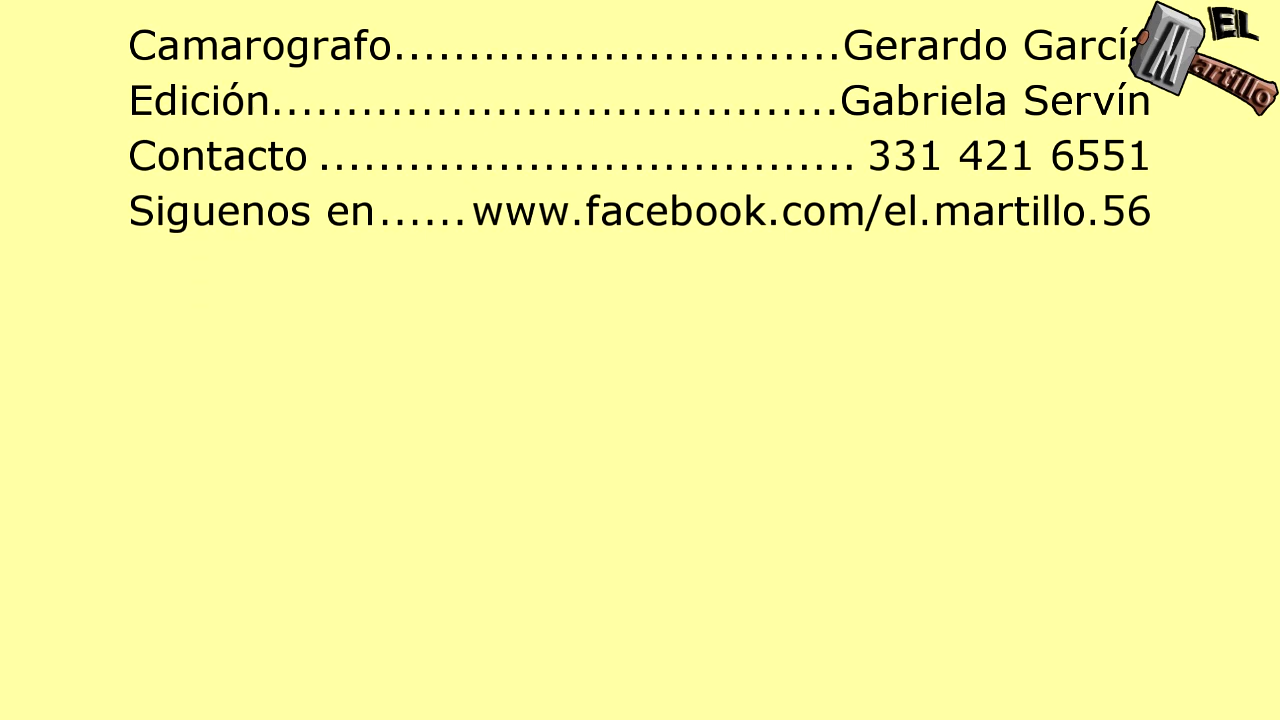 Camarografo..............................Gerardo García
Edición......................................Gabriela Servín
Contacto .................................... 331 421 6551
Siguenos en......www.facebook.com/el.martillo.56
EL
Martillo